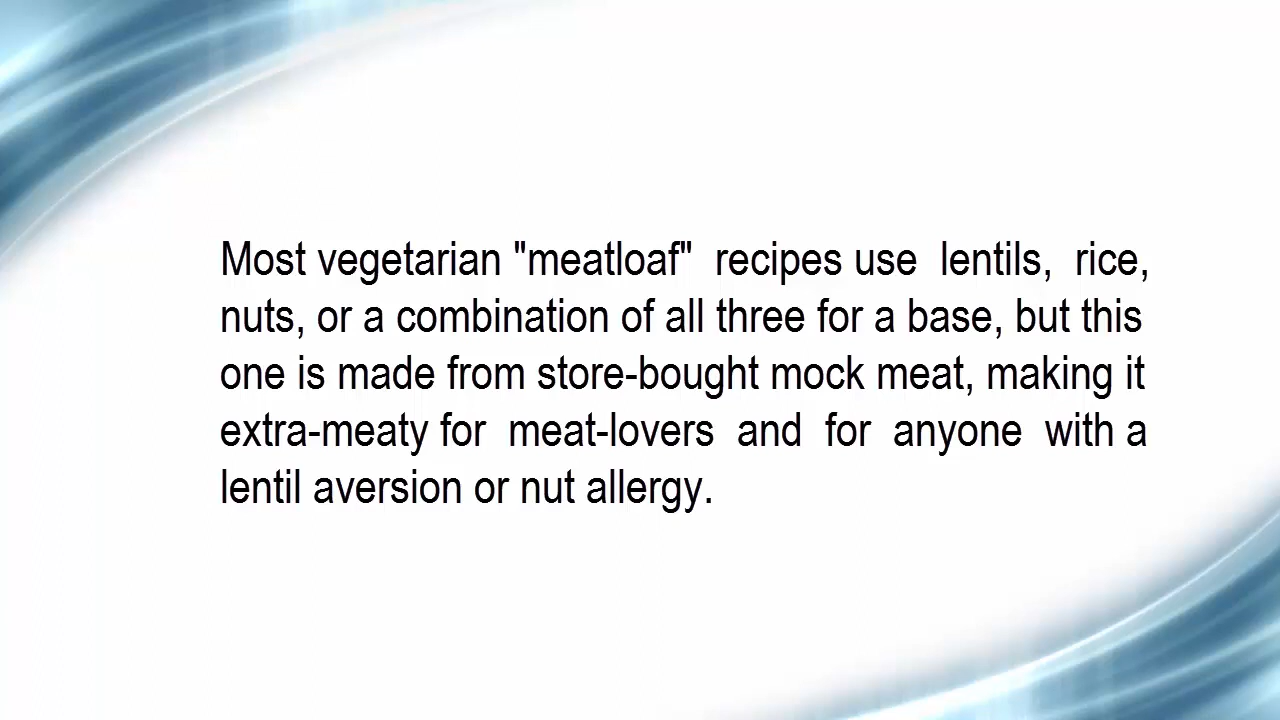 Most vegetarian "meatloaf" recipes use lentils, rice,
nuts, or a combination of all three for a base, but this
one is made from store-bought mock meat, making it
extra-meaty for meat-lovers and for anyone with a
lentil aversion or nut allergy.